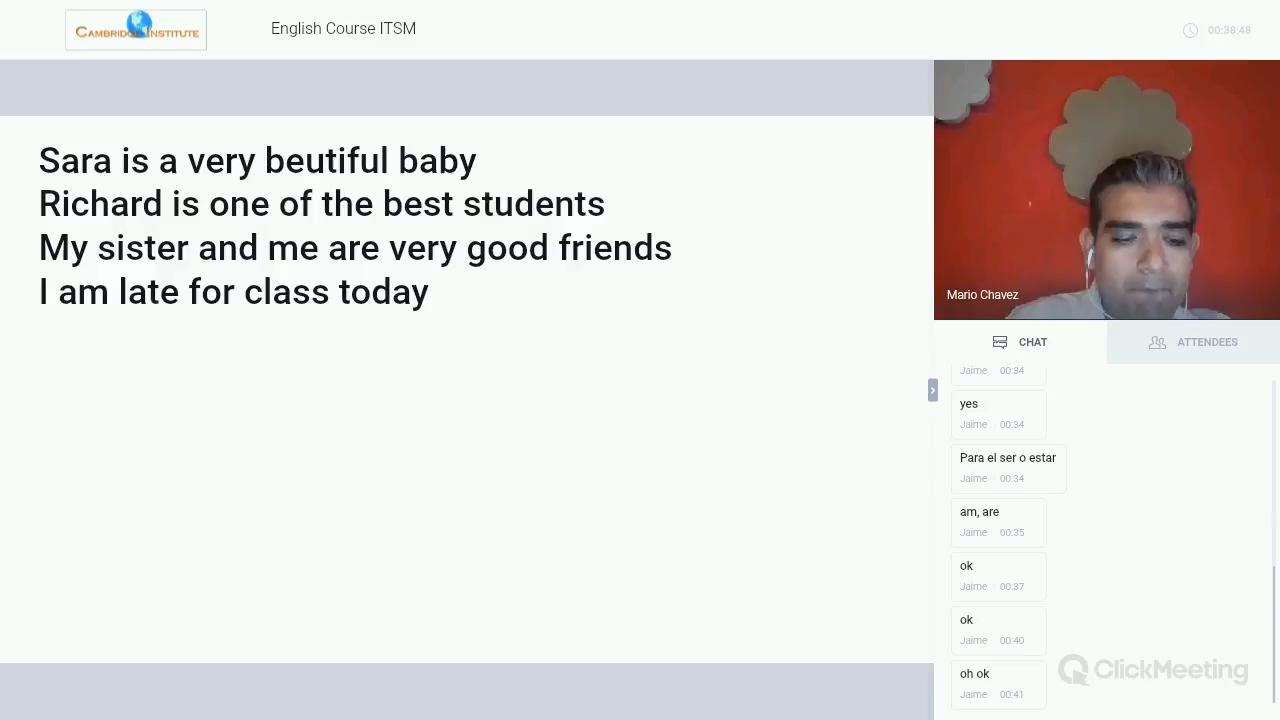 CAMBRIDGE INSTITUTE
English Course ITSM
00:38:48
Sara is a very beutiful baby
Richard is one of the best students
My sister and me are very good friends
I am late for class today
Mario Chavez
CHAT
ATTENDEES
Jaime 00:34
yes
Jaime 00:34
Para el ser o estar
Jaime 00:34
am, are
Jaime 00:35
ok
Jaime 00:37
ok
Jaime 00:40
oh ok
Jaime 00:41
ClickMeeting